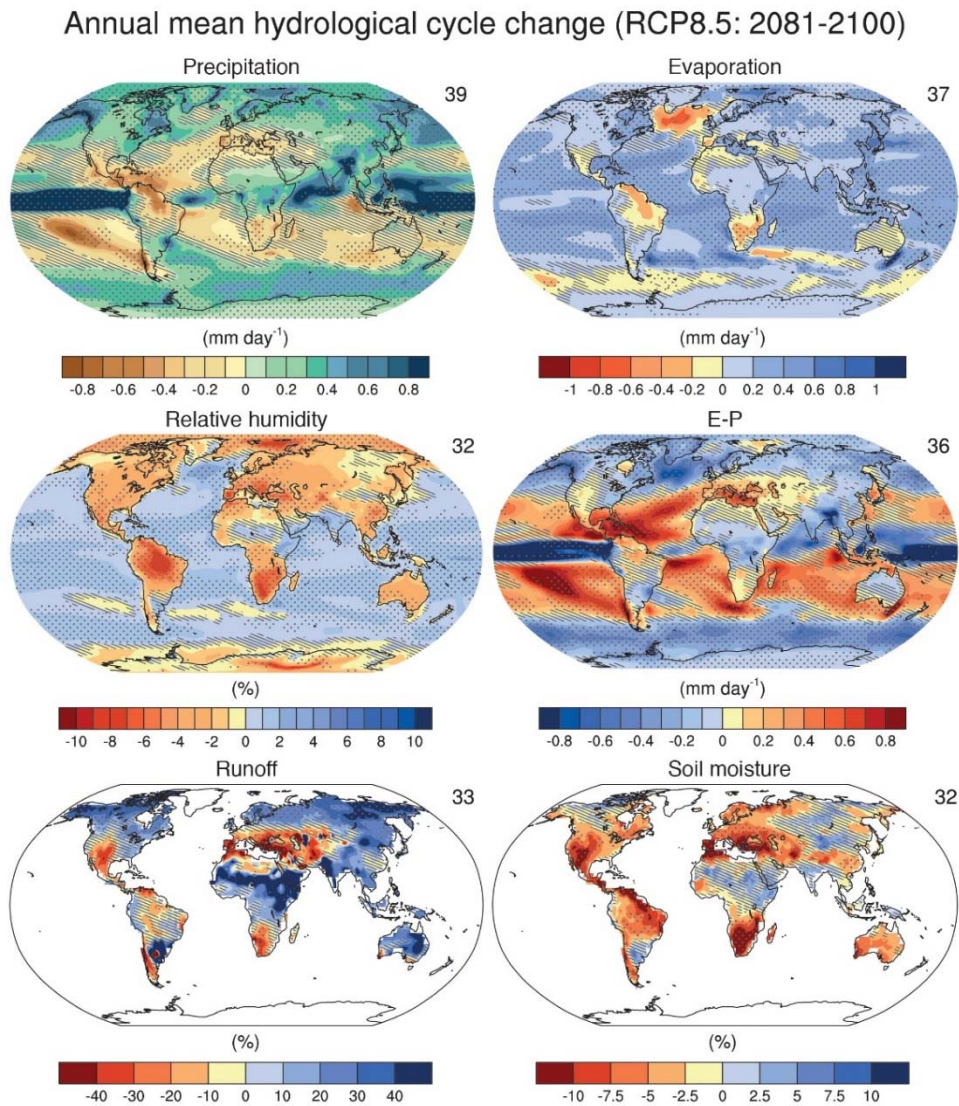 Annual mean hydrological cycle change (RCP8.5: 2081-2100)
Precipitation
39
(mm day-1)
-0.8 -0.6 -0.4 -0.2 0 0.2 0.4 0.6 0.8
Evaporation
37
(mm day-1)
-1 -0.8 -0.6 -0.4 -0.2 0 0.2 0.4 0.6 0.8 1
Relative humidity
32
(%)
-10 -8 -6 -4 -2 0 2 4 6 8 10
E-P
36
(mm day-1)
-0.8 -0.6 -0.4 -0.2 0 0.2 0.4 0.6 0.8
Runoff
33
(%)
-40 -30 -20 -10 0 10 20 30 40
Soil moisture
32
(%)
-10 -7.5 -5 -2.5 0 2.5 5 7.5 10